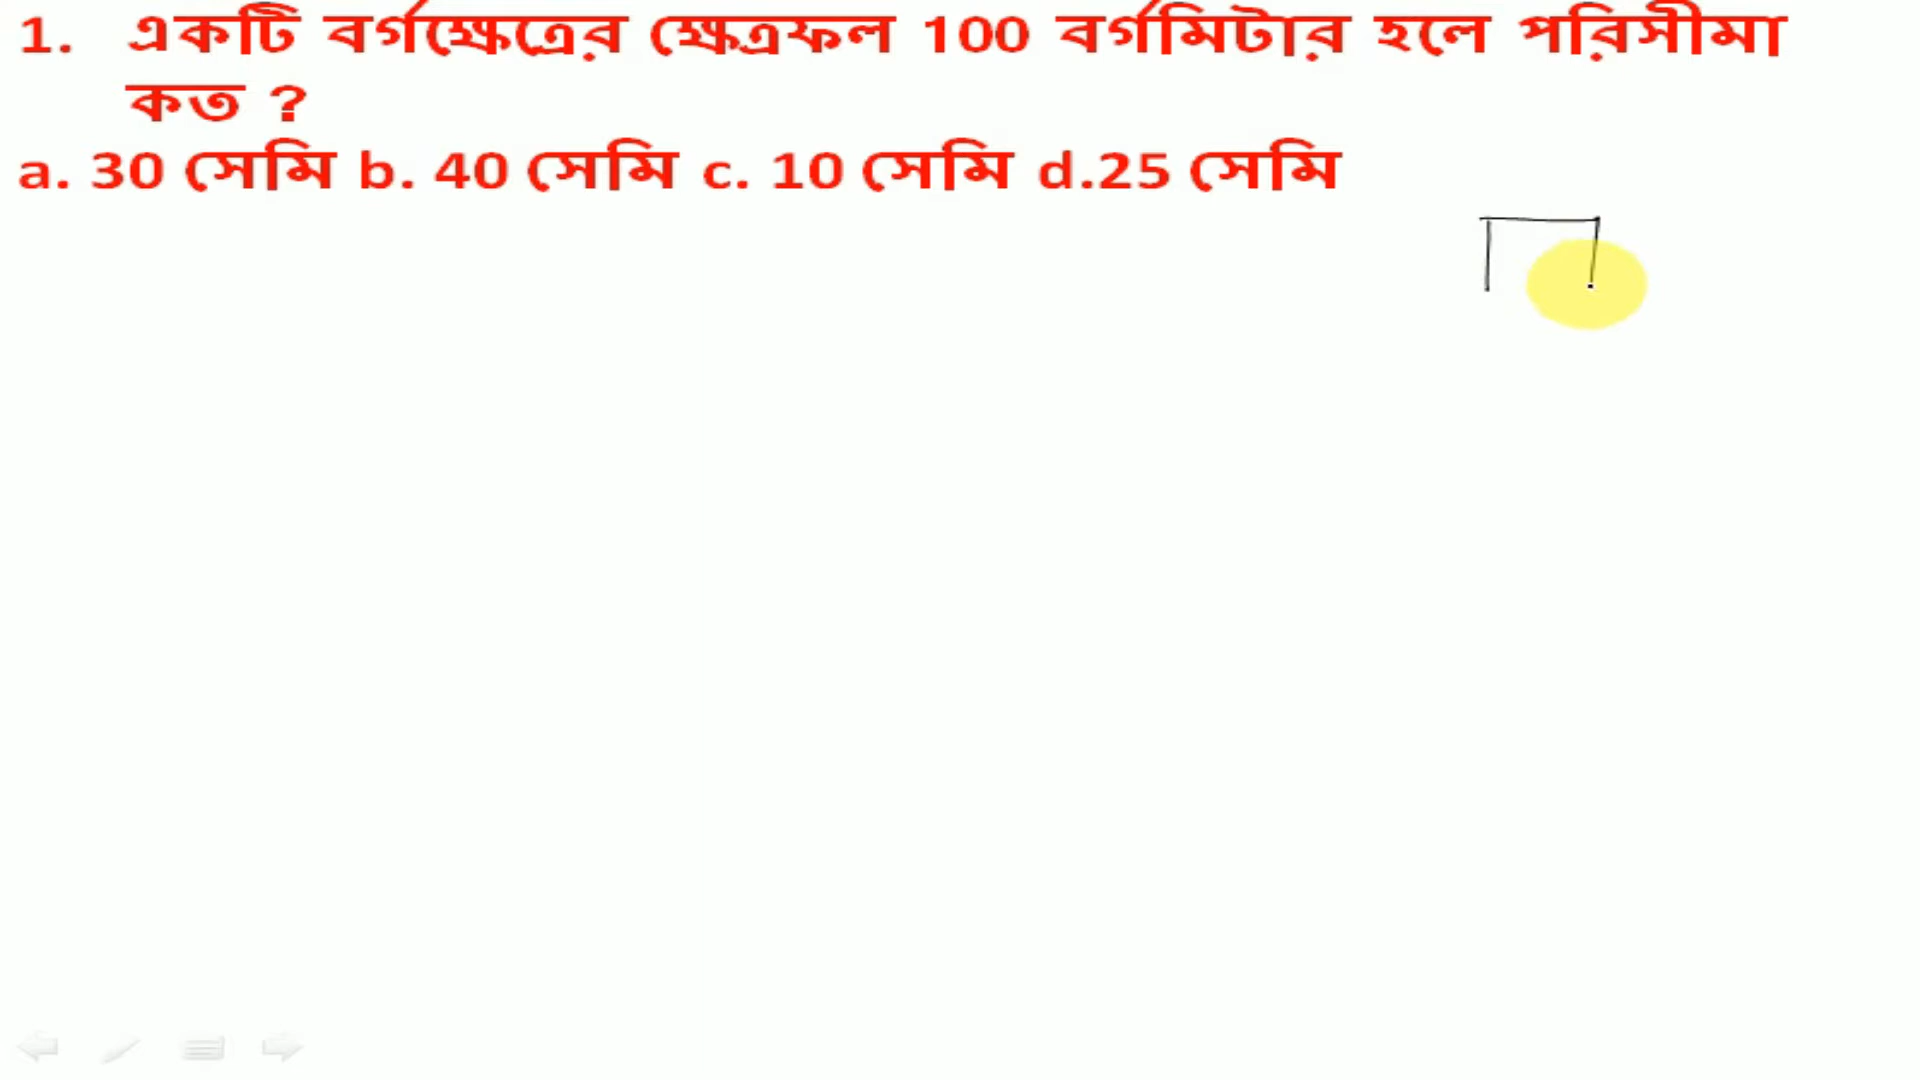 1. একটি বর্গক্ষেত্রের ক্ষেত্রফল 100 বর্গমিটার হলে পরিসীমা
কত ?
a. 30 সেমি b. 40 সেমি c. 10 সেমি d.25 সেমি